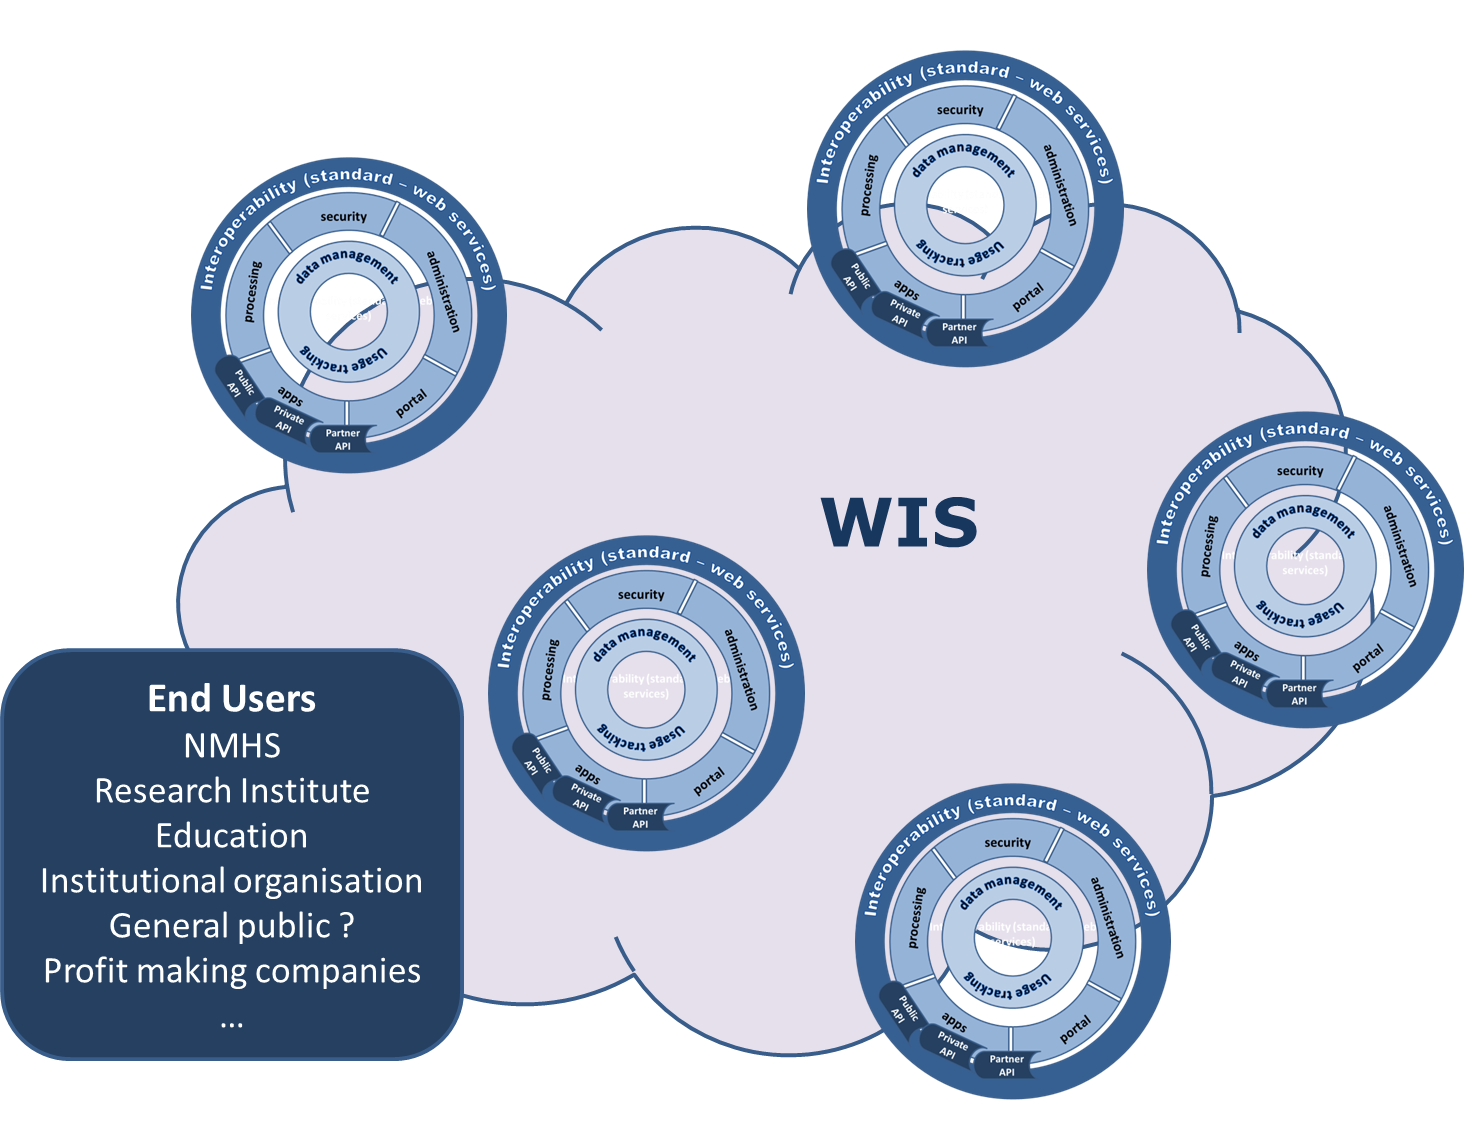 Interoperability (standard – web services)
security
administration
processing
data management
Usage tracking
apps
portal
Public
API
Private
API
Partner
API
Interoperability (standard – web services)
security
administration
processing
data management
Usage tracking
apps
portal
Public
API
Private
API
Partner
API
WIS
Interoperability (standard – web services)
security
administration
processing
data management
Usage tracking
services)
apps
portal
Public
API
Private
API
Partner
API
Interoperability (standard – web services)
security
administration
processing
data management
Usage tracking
services)
apps
portal
Public
API
Private
API
Partner
API
End Users
NMHS
Research Institute
Education
Institutional organisation
General public ?
Profit making companies
...
Interoperability (standard – web services)
security
administration
processing
data management
Usage tracking
apps
portal
Public
API
Private
API
Partner
API